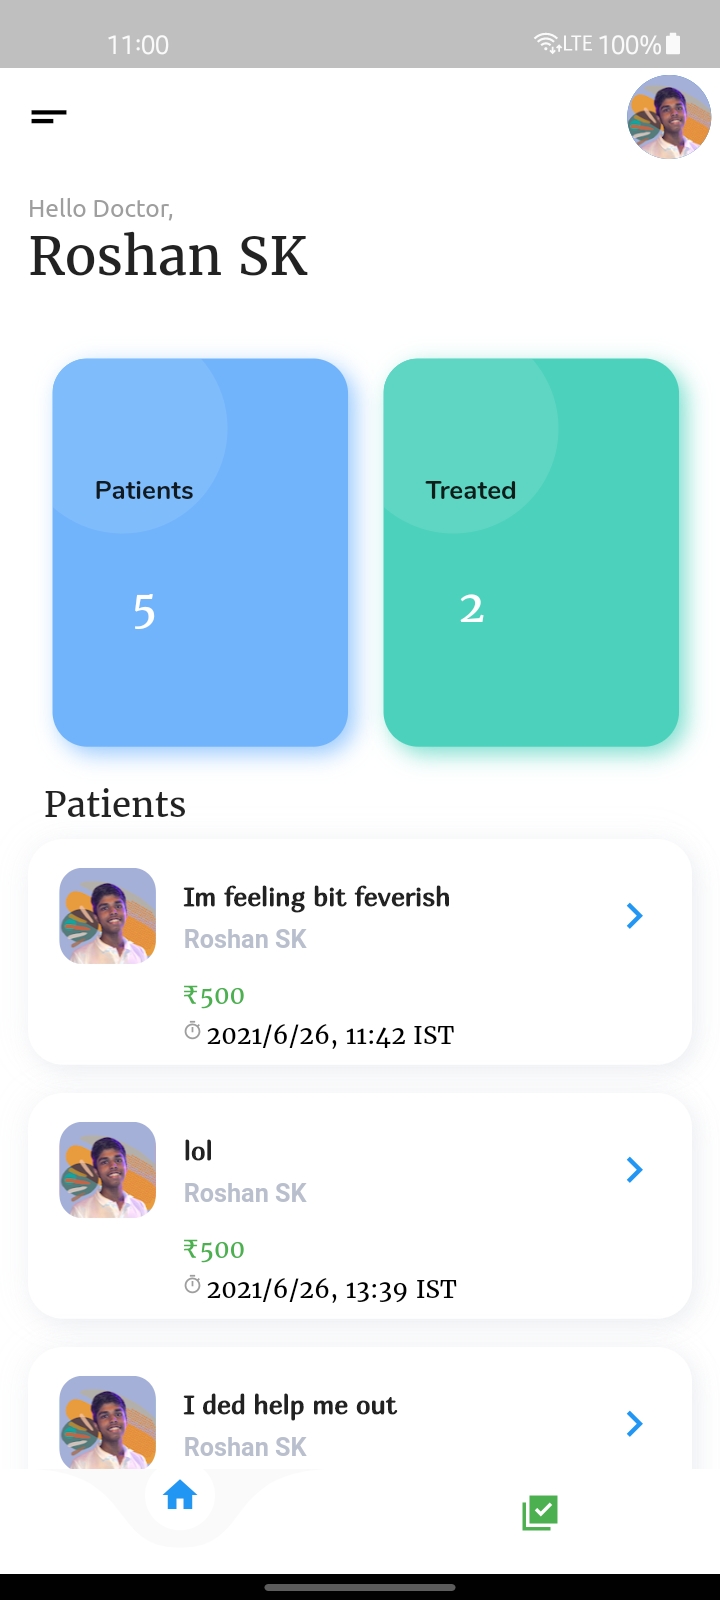 11:00 LTE 100%
Hello Doctor,
Roshan SK
Patients
5
Treated
2
Patients
Im feeling bit feverish
Roshan SK
₹500
2021/6/26, 11:42 IST
lol
Roshan SK
₹500
2021/6/26, 13:39 IST
I ded help me out
Roshan SK